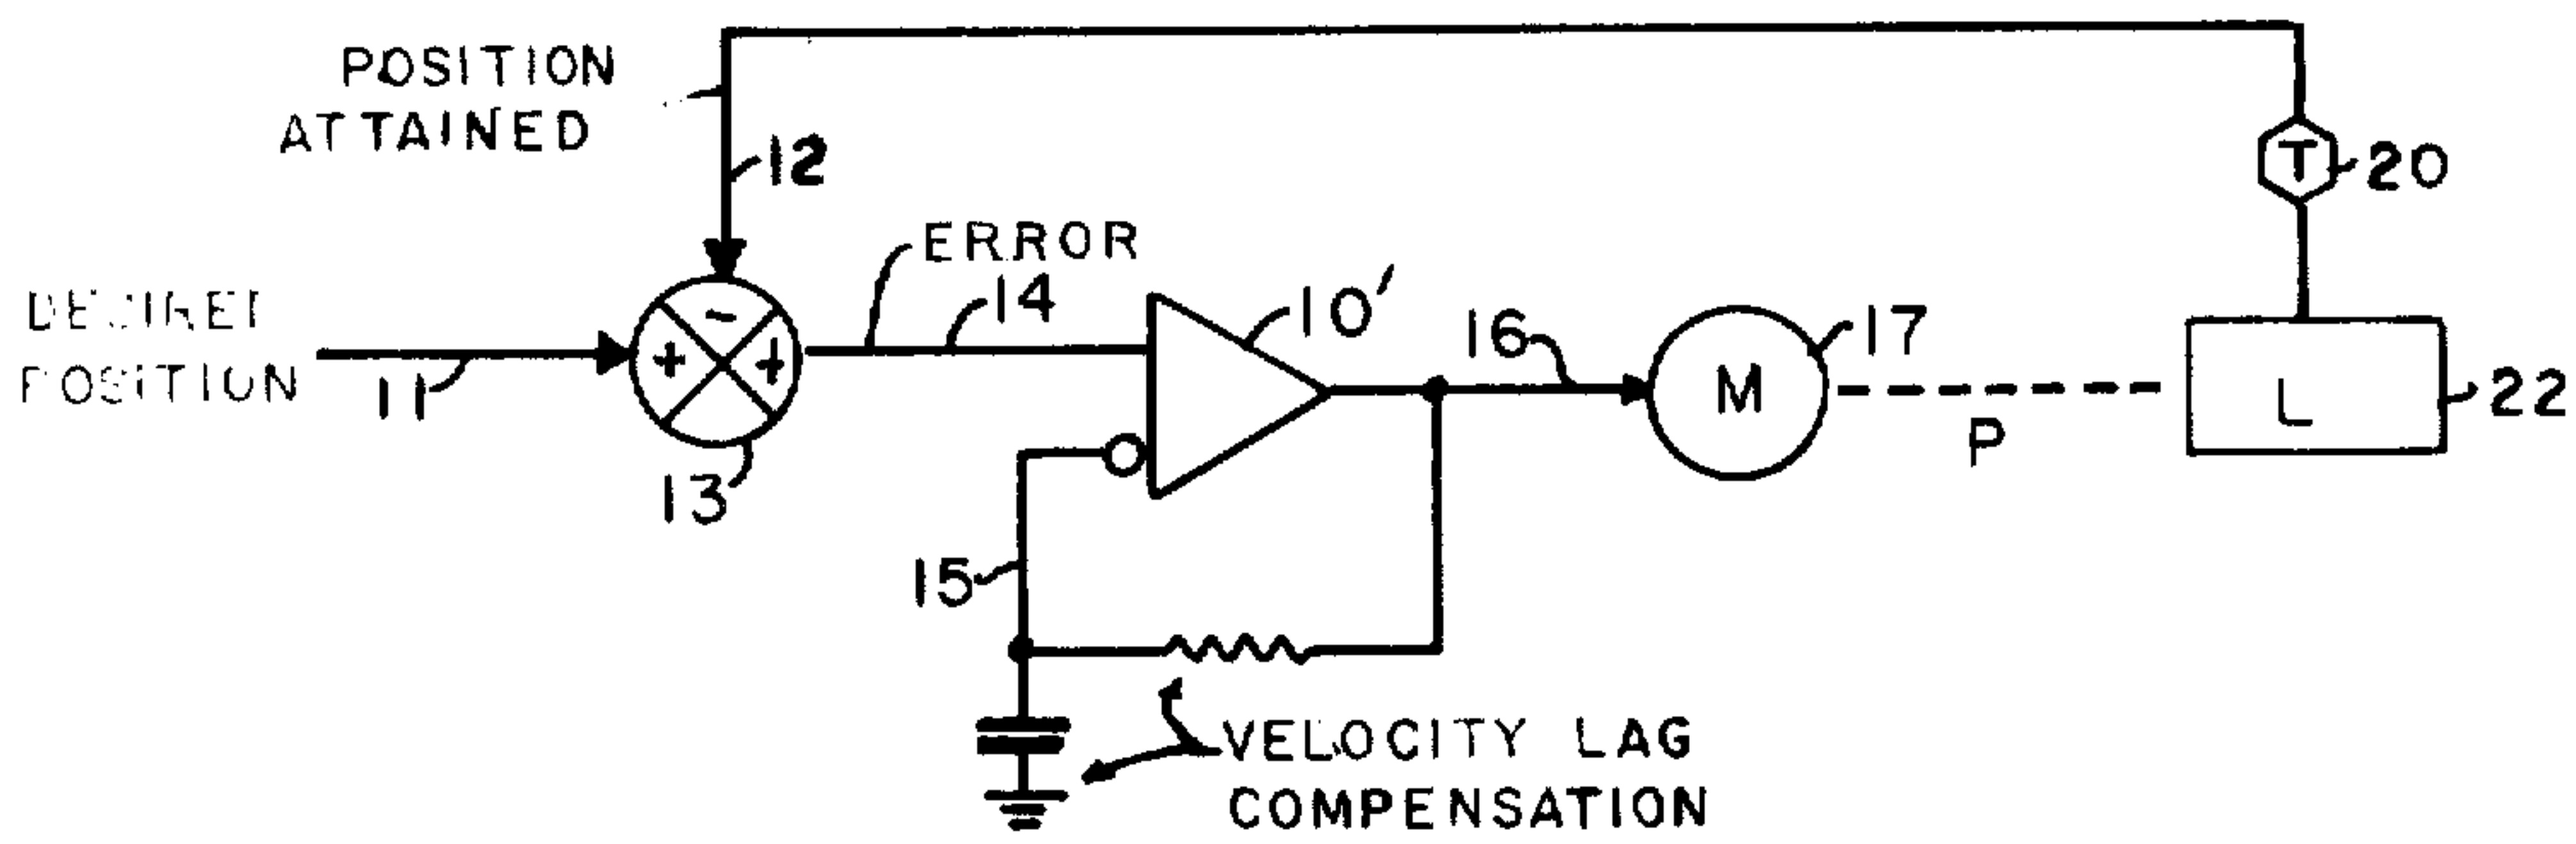 POSITION
ATTAINED
12
T
20
ERROR
14
10'
16
17
POSITION
11
+
-
+
M
P
L
22
13
15
VELOCITY LAG
COMPENSATION